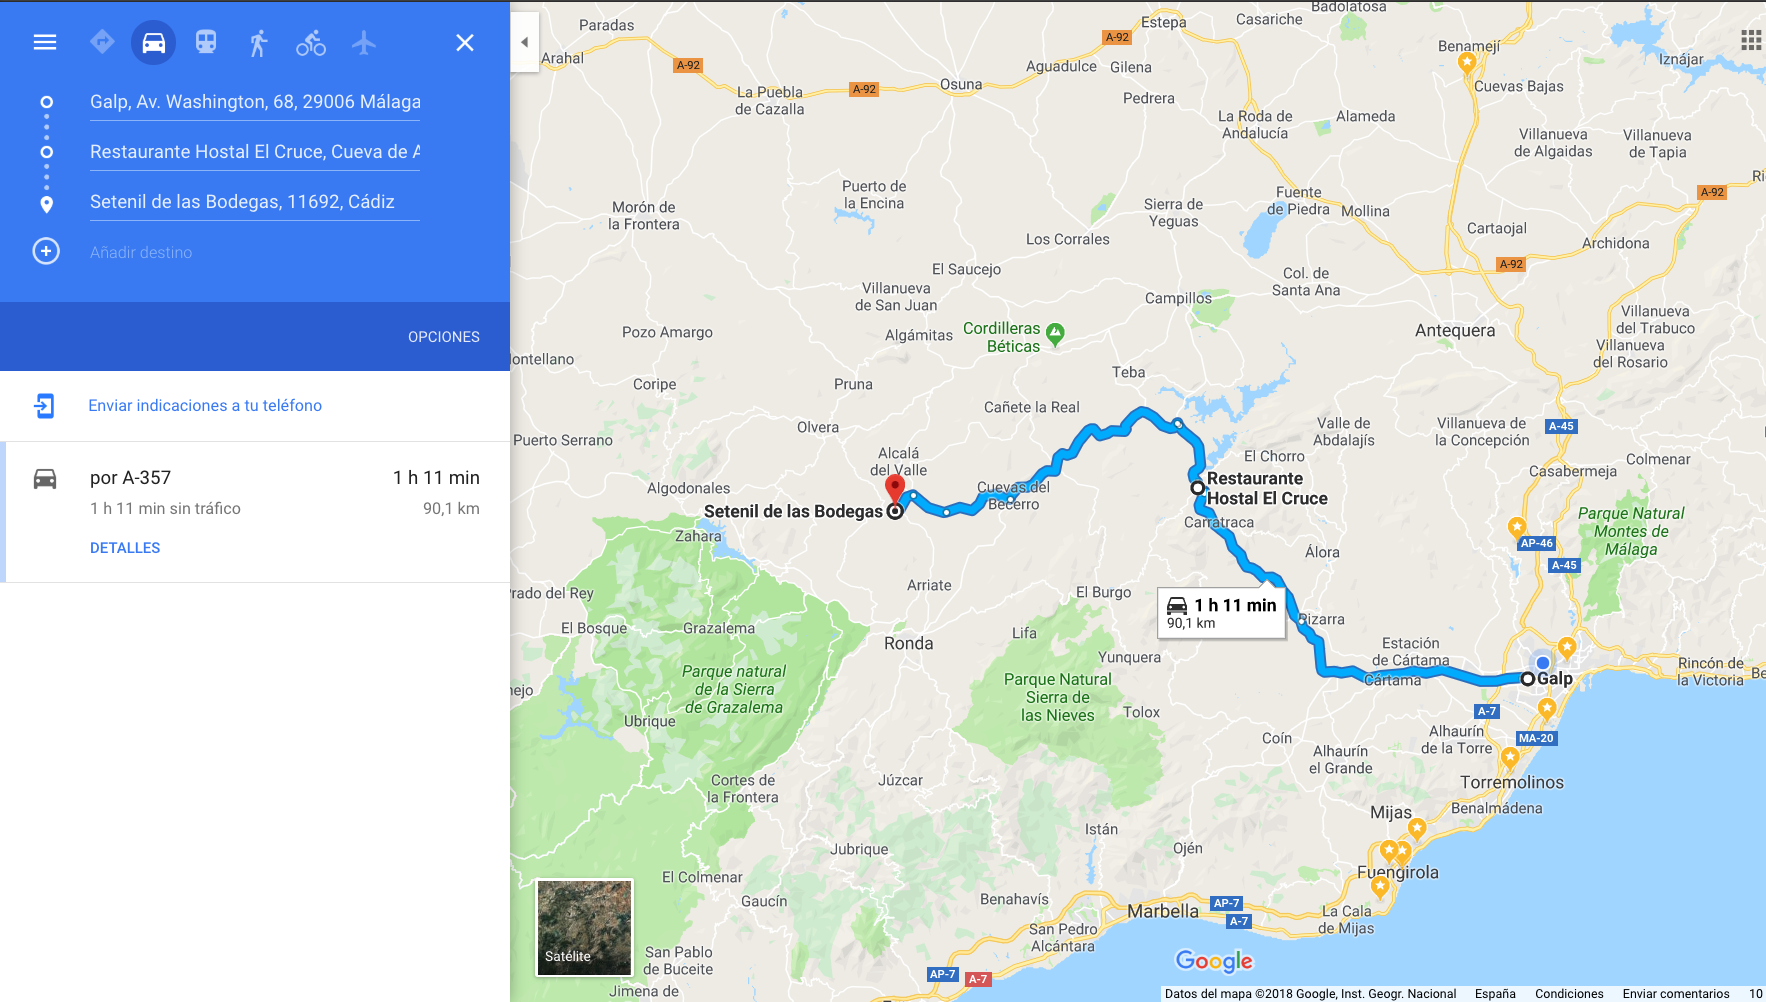 Galp, Av. Washington, 68, 29006 Málaga
Restaurante Hostal El Cruce, Cueva de
Setenil de las Bodegas, 11692, Cádiz
Añadir destino
OPCIONES
Enviar indicaciones a tu teléfono
por A-357
1 h 11 min
1 h 11 min sin tráfico
90,1 km
DETALLES
Paradas
Arahal
A-92
La Puebla
de Cazalla
A-92
Osuna
Aguadulce
Gilena
Pedrera
Estepa
A-92
Casariche
Badolatosa
Benamejí
Iznájar
Cuevas Bajas
La Roda de
Andalucía
Alameda
Villanueva
de Algaidas
Villanueva
de Tapia
A-92
Puerto de
la Encina
Morón de
la Frontera
Sierra de
Yeguas
Fuente
de Piedra
Mollina
Los Corrales
Cartaojal
Archidona
A-92
El Saucejo
Villanueva
de San Juan
Campillos
Col. de
Santa Ana
Pozo Amargo
Algámitas
Cordilleras
Béticas
Antequera
Villanueva
del Trabuco
Villanueva
del Rosario
ontellano
Coripe
Pruna
Teba
Cañete la Real
Olvera
Puerto Serrano
Valle de
Abdalajís
Villanueva de
la Concepción
A-45
Alcalá
del Valle
El Chorro
Casabermeja
Colmenar
Algodonales
Cuevas del
Becerro
Restaurante
Hostal El Cruce
Setenil de las Bodegas
Carratraca
Parque Natural
Montes de
Málaga
Zahara
Álora
AP-46
A-45
rado del Rey
Arriate
El Burgo
1 h 11 min
90,1 km
Pizarra
El Bosque
Grazalema
Ronda
Lifa
Yunquera
Estación
de Cártama
Cártama
Rincón de
la Victoria
Galp
Parque natural
de la Sierra
de Grazalema
Parque Natural
Sierra de
las Nieves
Ubrique
Tolox
A-7
Coín
Alhaurín
de la Torre
MA-20
Alhaurín
el Grande
Cortes de
la Frontera
Júzcar
Torremolinos
Benalmádena
Mijas
Istán
Jubrique
Ojén
Fuengirola
El Colmenar
Gaucín
Benahavís
Marbella
AP-7
A-7
La Cala
de Mijas
San Pedro
Alcántara
San Pablo
de Buceite
AP-7
A-7
Jimena de
Satélite
Google
Datos del mapa ©2018 Google, Inst. Geogr. Nacional
España
Condiciones
Enviar comentarios
10